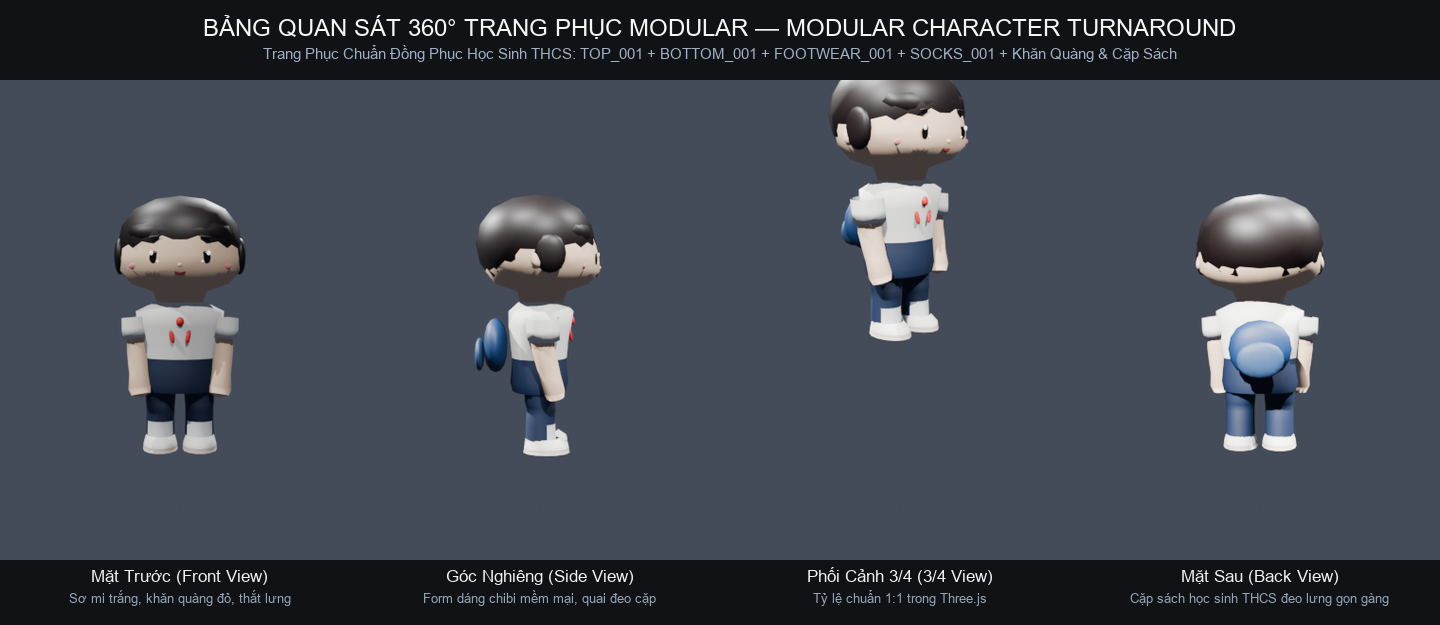 BẢNG QUAN SÁT 360° TRANG PHỤC MODULAR — MODULAR CHARACTER TURNAROUND
Trang Phục Chuẩn Đồng Phục Học Sinh THCS: TOP_001 + BOTTOM_001 + FOOTWEAR_001 + SOCKS_001 + Khăn Quàng & Cặp Sách
Mặt Trước (Front View)
Sơ mi trắng, khăn quàng đỏ, thắt lưng
Góc Nghiêng (Side View)
Form dáng chibi mềm mại, quai đeo cặp
Phối Cảnh 3/4 (3/4 View)
Tỷ lệ chuẩn 1:1 trong Three.js
Mặt Sau (Back View)
Cặp sách học sinh THCS đeo lưng gọn gàng